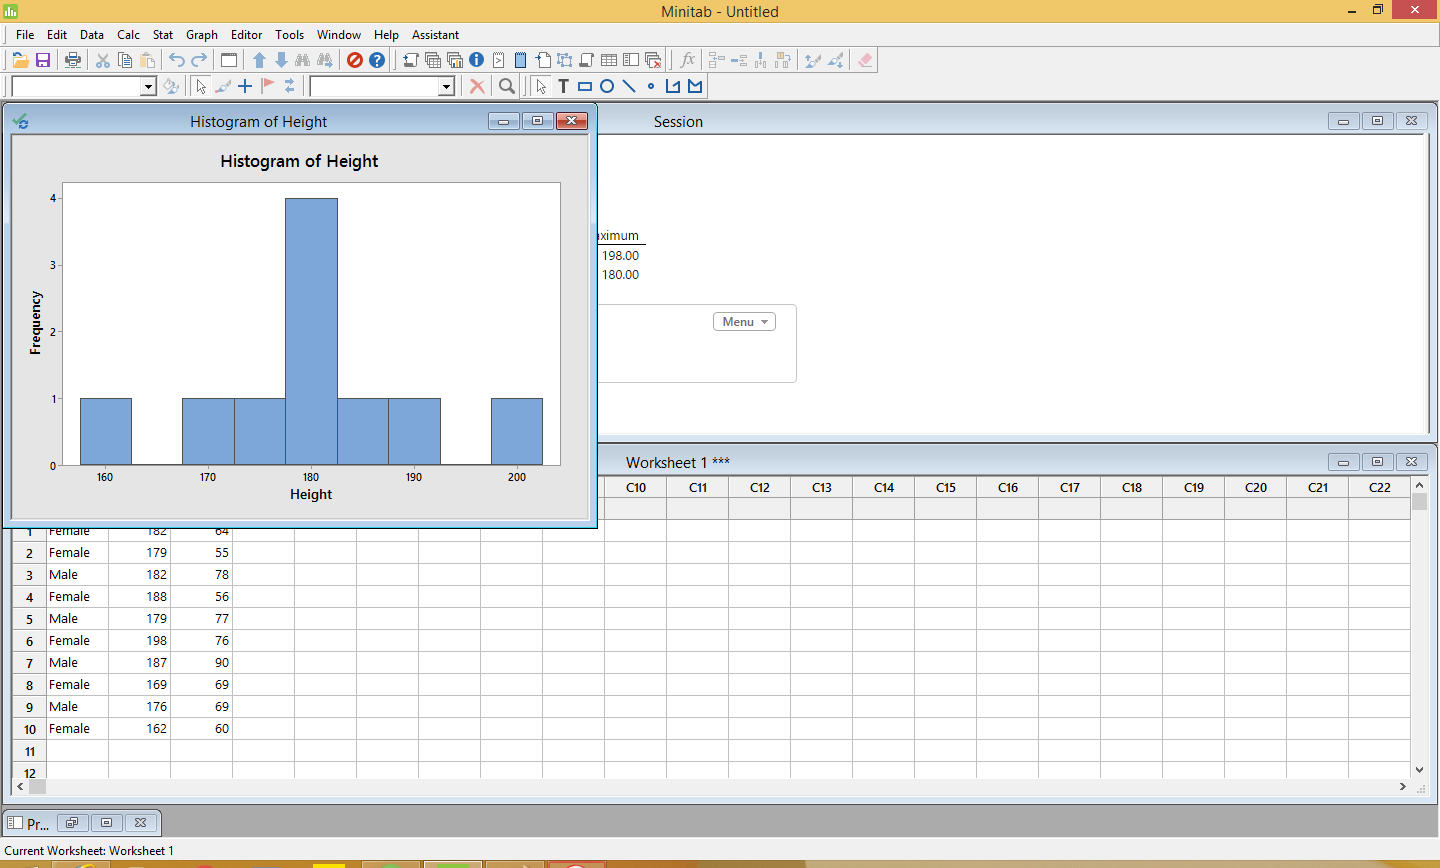 Minitab - Untitled
File Edit Data Calc Stat Graph Editor Tools Window Help Assistant
Histogram of Height
Session
Histogram of Height
4
3
2
1
0
Frequency
160 170 180 190 200
Height
198.00
180.00
Menu
Worksheet 1 ***
C10 C11 C12 C13 C14 C15 C16 C17 C18 C19 C20 C21 C22
1 Female 182 64
2 Female 179 55
3 Male 182 78
4 Female 188 56
5 Male 179 77
6 Female 198 76
7 Male 187 90
8 Female 169 69
9 Male 176 69
10 Female 162 60
11
12
Pr...
Current Worksheet: Worksheet 1